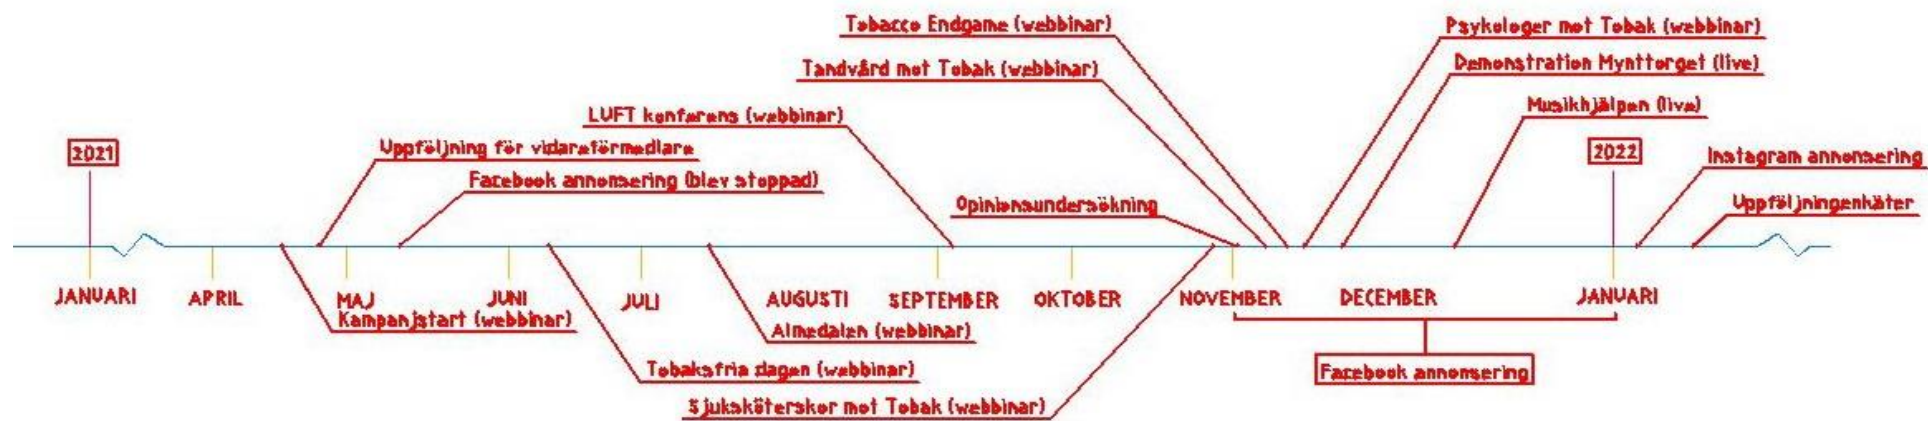 Tobacco Endgame (webbinar)
Psykologer mot Tobak (webbinar)
Tandvård mot Tobak (webbinar)
Demonstration Mynttorget (live)
LUFT konferens (webbinar)
Musikhjälpen (live)
2021
Uppföljning för vidareförmedlare
2022
Instagram annonsering
Facebook annonsering (blev stoppad)
Opinionsundersökning
Uppföljningenkäter
JANUARI
APRIL
MAJ
JUNI
JULI
AUGUSTI
SEPTEMBER
OKTOBER
NOVEMBER
DECEMBER
JANUARI
Kampanjstart (webbinar)
Almedalen (webbinar)
Tobaksfria dagen (webbinar)
Facebook annonsering
Sjuksköterskor mot Tobak (webbinar)